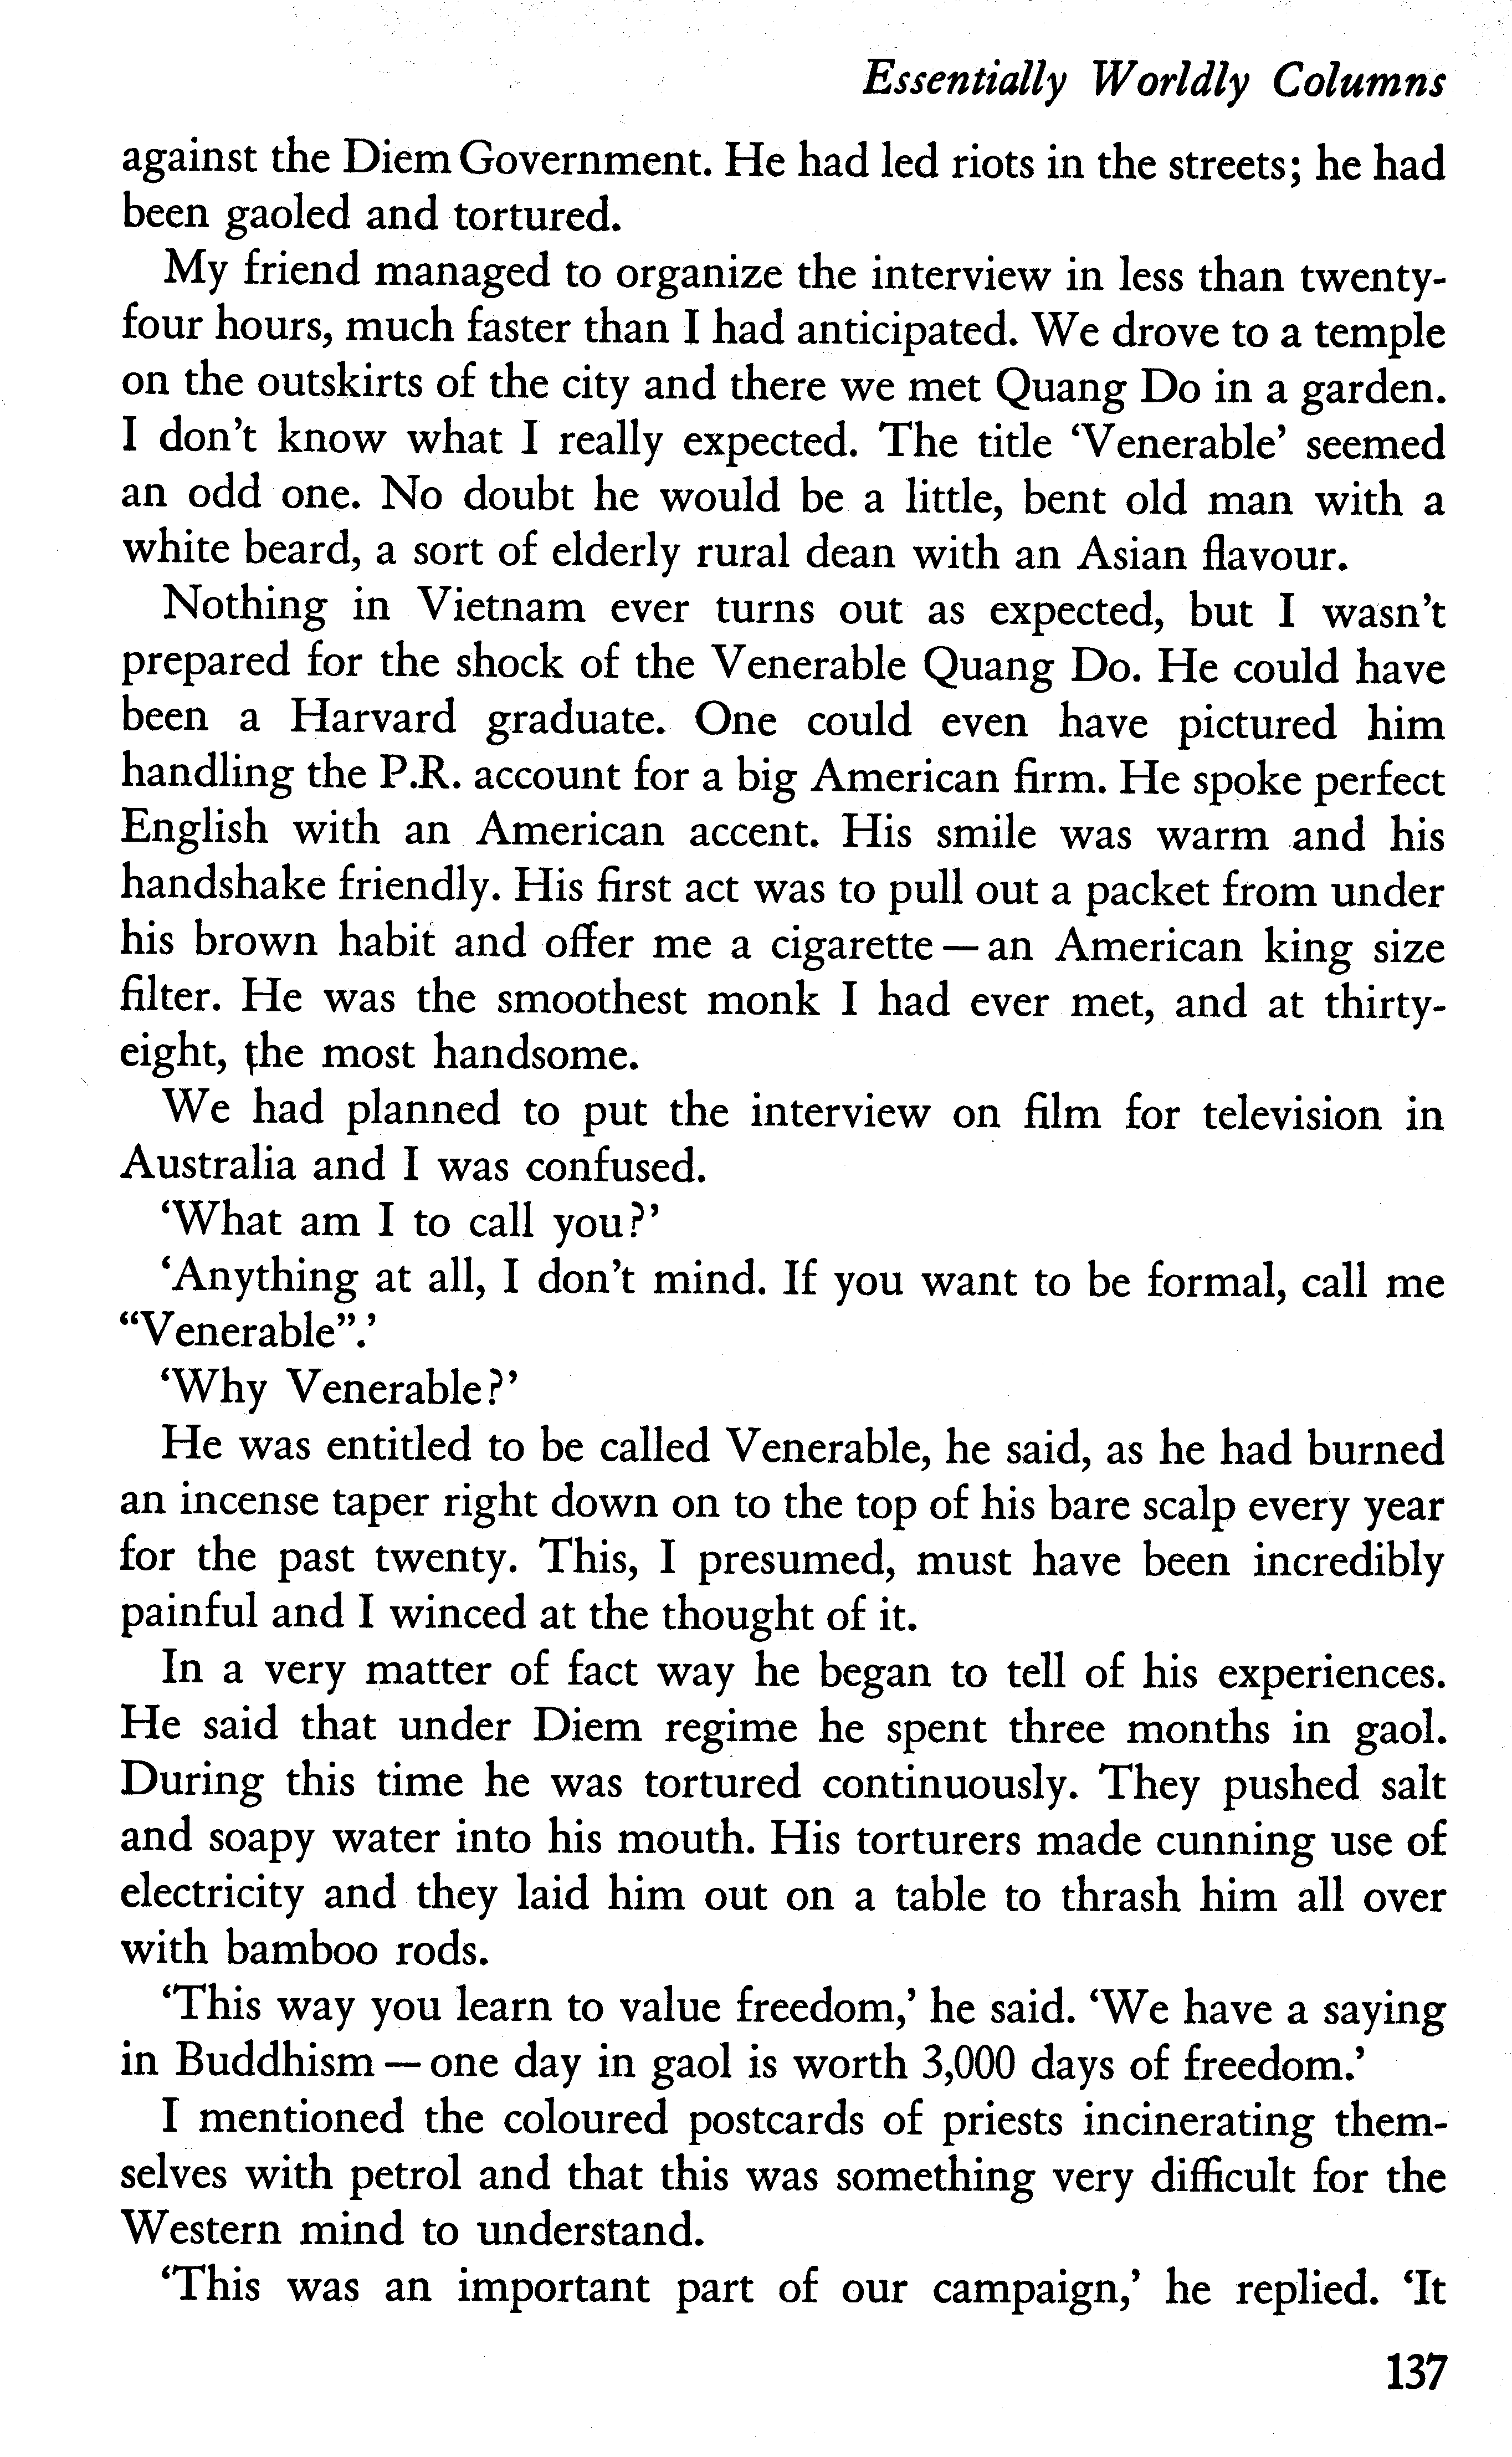 Essentially Worldly Columns
against the Diem Government. He had led riots in the streets; he had
been gaoled and tortured.
My friend managed to organize the interview in less than twenty-
four hours, much faster than I had anticipated. We drove to a temple
on the outskirts of the city and there we met Quang Do in a garden.
I don't know what I really expected. The title ‘Venerable’ seemed
an odd one. No doubt he would be a little, bent old man with a
white beard, a sort of elderly rural dean with an Asian flavour.
Nothing in Vietnam ever turns out as expected, but I wasn't
prepared for the shock of the Venerable Quang Do. He could have
been a Harvard graduate. One could even have pictured him
handling the P.R. account for a big American firm. He spoke perfect
English with an American accent. His smile was warm and his
handshake friendly. His first act was to pull out a packet from under
his brown habit and offer me a cigarette — an American king size
filter. He was the smoothest monk I had ever met, and at thirty-
eight, the most handsome.
We had planned to put the interview on film for television in
Australia and I was confused.
‘What am I to call you?’
‘Anything at all, I don't mind. If you want to be formal, call me
“Venerable”.’
‘Why Venerable?’
He was entitled to be called Venerable, he said, as he had burned
an incense taper right down on to the top of his bare scalp every year
for the past twenty. This, I presumed, must have been incredibly
painful and I winced at the thought of it.
In a very matter of fact way he began to tell of his experiences.
He said that under Diem regime he spent three months in gaol.
During this time he was tortured continuously. They pushed salt
and soapy water into his mouth. His torturers made cunning use of
electricity and they laid him out on a table to thrash him all over
with bamboo rods.
‘This way you learn to value freedom,’ he said. ‘We have a saying
in Buddhism — one day in gaol is worth 3,000 days of freedom.’
I mentioned the coloured postcards of priests incinerating them-
selves with petrol and that this was something very difficult for the
Western mind to understand.
‘This was an important part of our campaign,’ he replied. ‘It
137